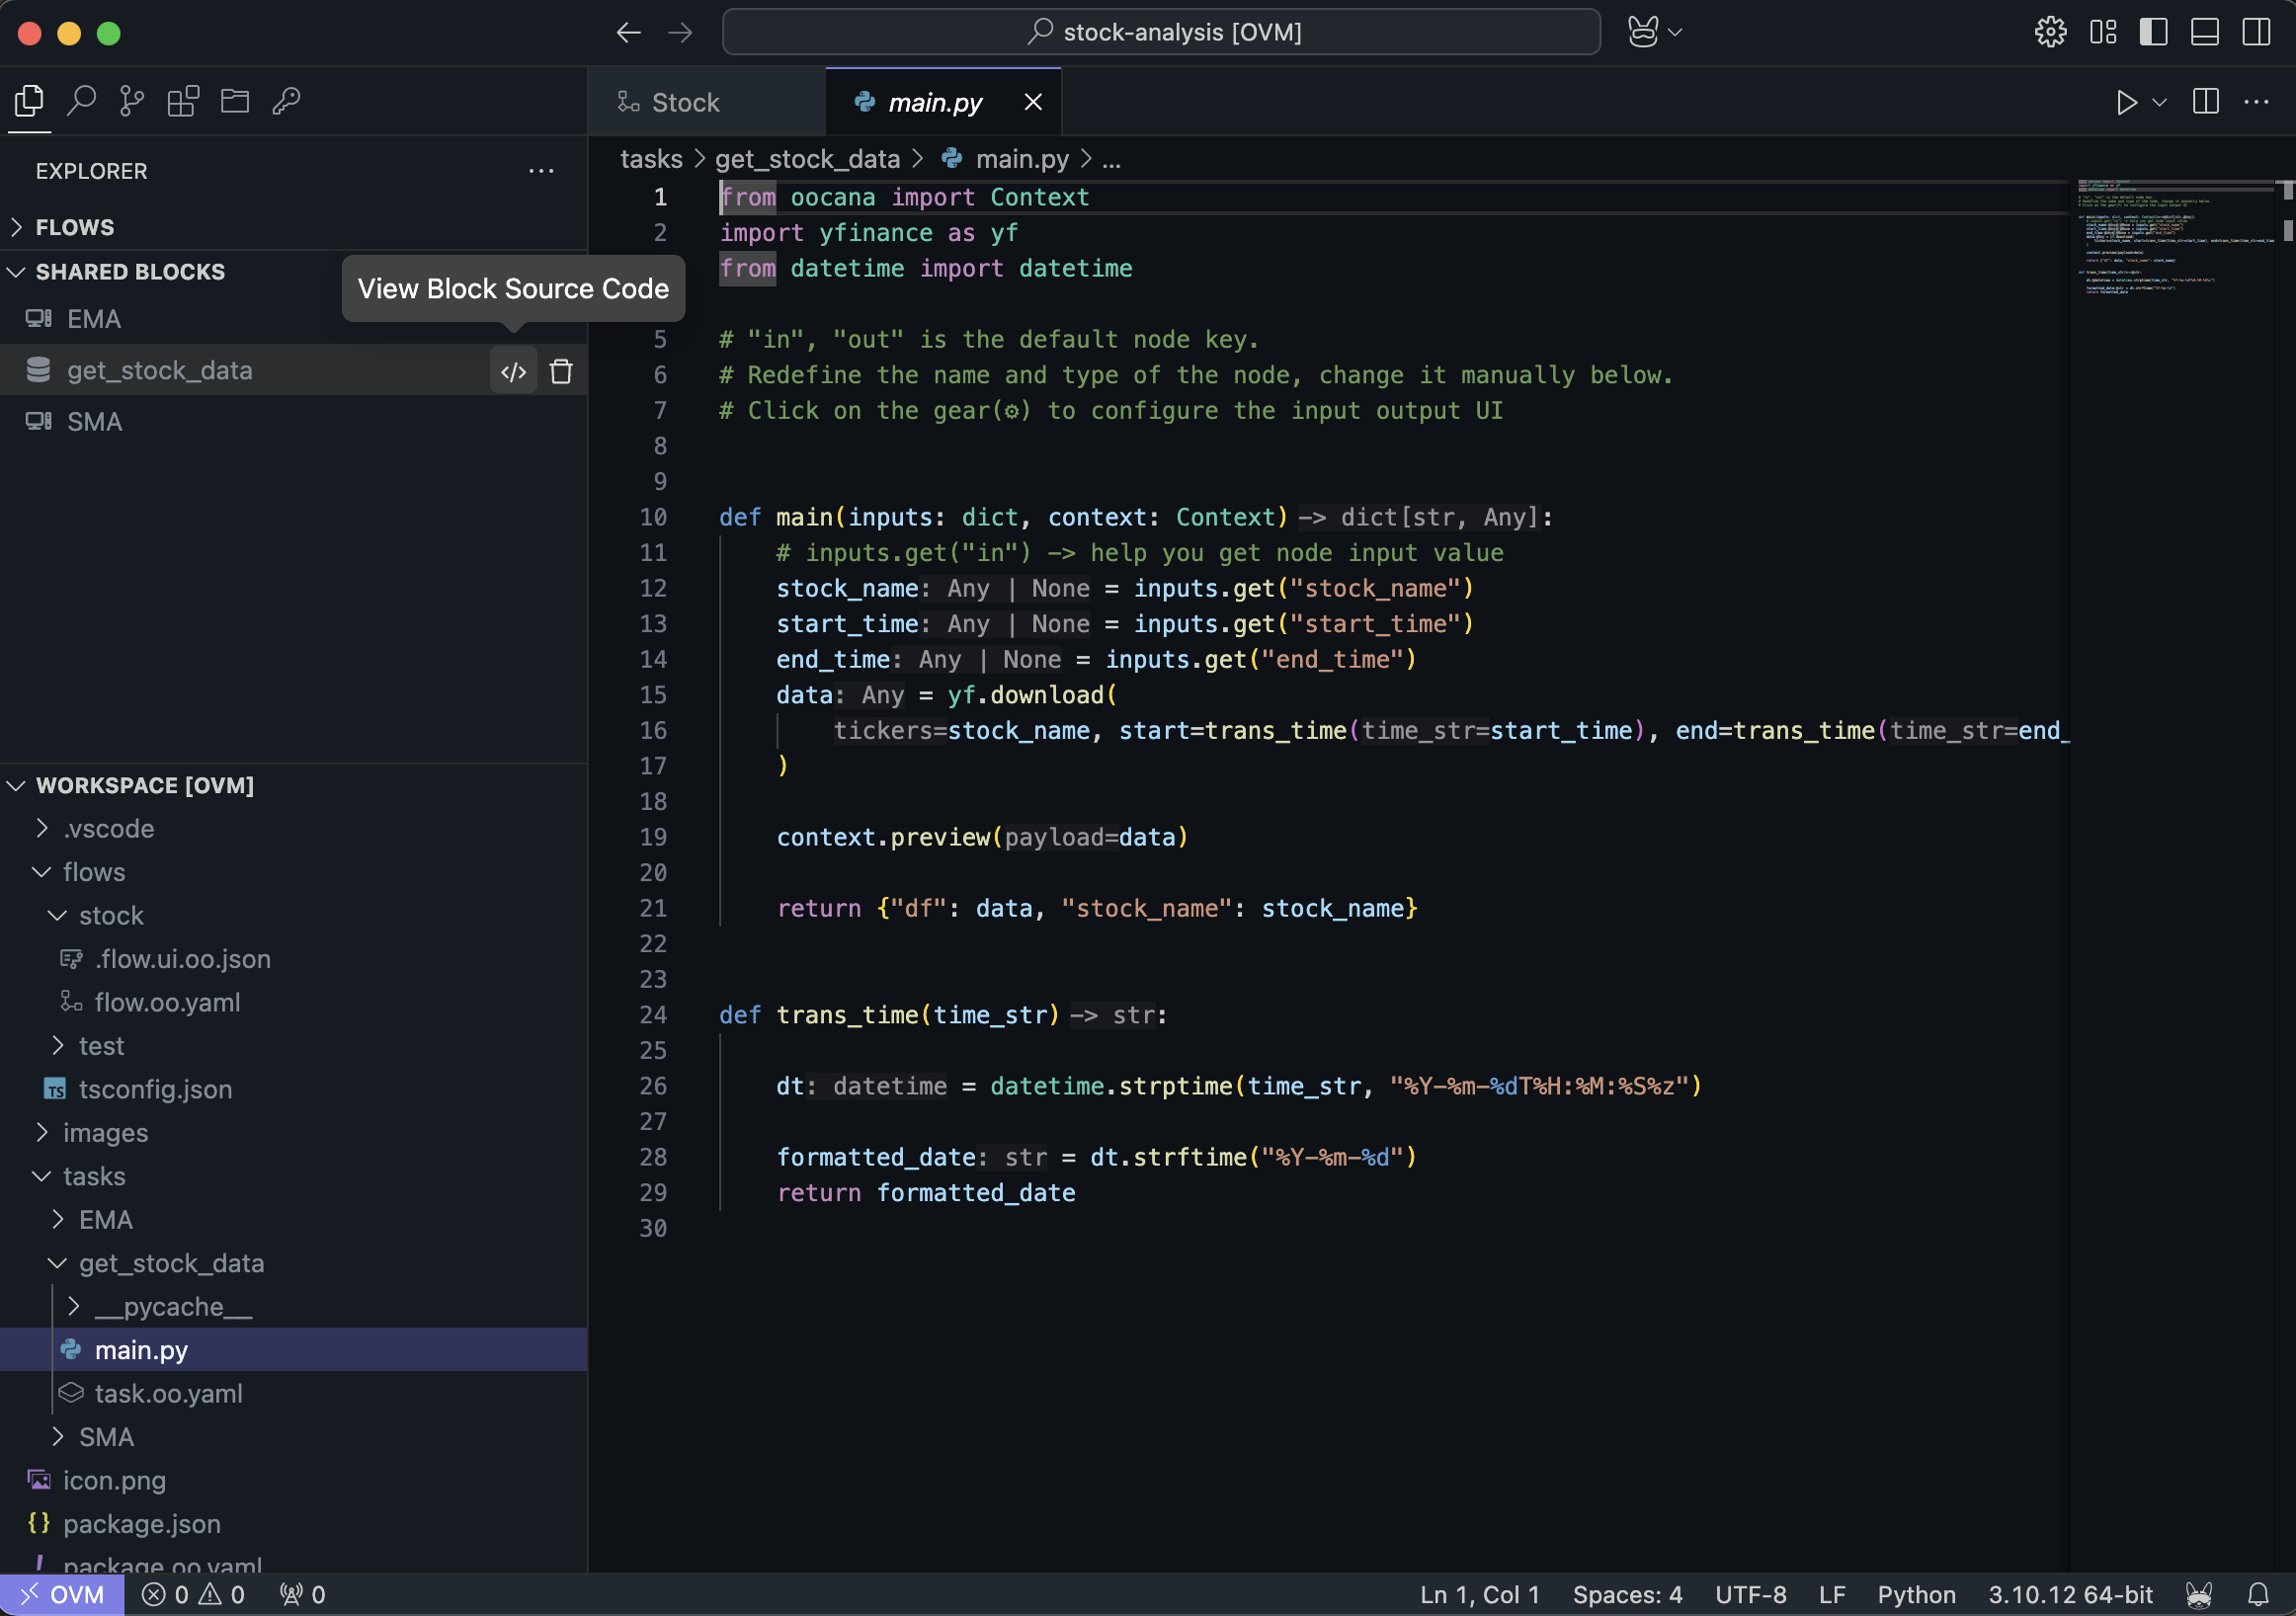 stock-analysis [OVM]
Stock
main.py
EXPLORER
FLOWS
SHARED BLOCKS
View Block Source Code
EMA
get_stock_data
</>
SMA
WORKSPACE [OVM]
.vscode
flows
stock
.flow.ui.oo.json
flow.oo.yaml
test
TS tsconfig.json
images
tasks
EMA
get_stock_data
__pycache__
main.py
task.oo.yaml
SMA
icon.png
{} package.json
! package.oo.yaml
tasks > get_stock_data > main.py > ...
1 from oocana import Context
2 import yfinance as yf
from datetime import datetime
5 # "in", "out" is the default node key.
6 # Redefine the name and type of the node, change it manually below.
7 # Click on the gear(⚙) to configure the input output UI
8
9
10 def main(inputs: dict, context: Context) -> dict[str, Any]:
11 # inputs.get("in") -> help you get node input value
12 stock_name: Any | None = inputs.get("stock_name")
13 start_time: Any | None = inputs.get("start_time")
14 end_time: Any | None = inputs.get("end_time")
15 data: Any = yf.download(
16 tickers=stock_name, start=trans_time(time_str=start_time), end=trans_time(time_str=end_
17 )
18
19 context.preview(payload=data)
20
21 return {"df": data, "stock_name": stock_name}
22
23
24 def trans_time(time_str) -> str:
25
26 dt: datetime = datetime.strptime(time_str, "%Y-%m-%dT%H:%M:%S%z")
27
28 formatted_date: str = dt.strftime("%Y-%m-%d")
29 return formatted_date
30
OVM 0 0 0 Ln 1, Col 1 Spaces: 4 UTF-8 LF Python 3.10.12 64-bit